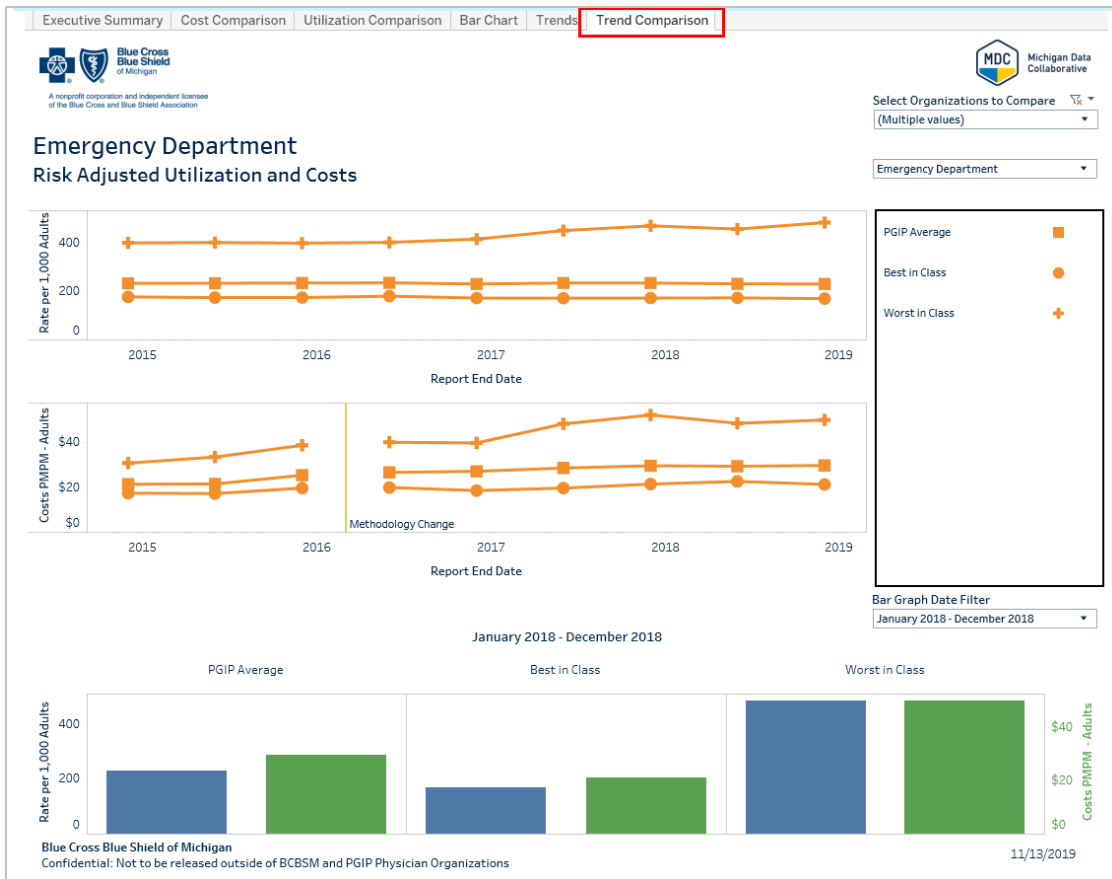 Executive Summary Cost Comparison Utilization Comparison Bar Chart Trends Trend Comparison
Blue Cross
Blue Shield
of Michigan
A nonprofit corporation and independent licensee
of the Blue Cross and Blue Shield Association
MDC
Michigan Data
Collaborative
Select Organizations to Compare
(Multiple values)
Emergency Department
Risk Adjusted Utilization and Costs
Emergency Department
Rate per 1,000 Adults
400
200
0
2015 2016 2017 2018 2019
Report End Date
PGIP Average
Best in Class
Worst in Class
Costs PMPM - Adults
$40
$20
$0
Methodology Change
2015 2016 2017 2018 2019
Report End Date
Bar Graph Date Filter
January 2018 - December 2018
January 2018 - December 2018
PGIP Average Best in Class Worst in Class
Rate per 1,000 Adults
400
200
0
$40
$20
$0
Costs PMPM - Adults
Blue Cross Blue Shield of Michigan
Confidential: Not to be released outside of BCBSM and PGIP Physician Organizations
11/13/2019